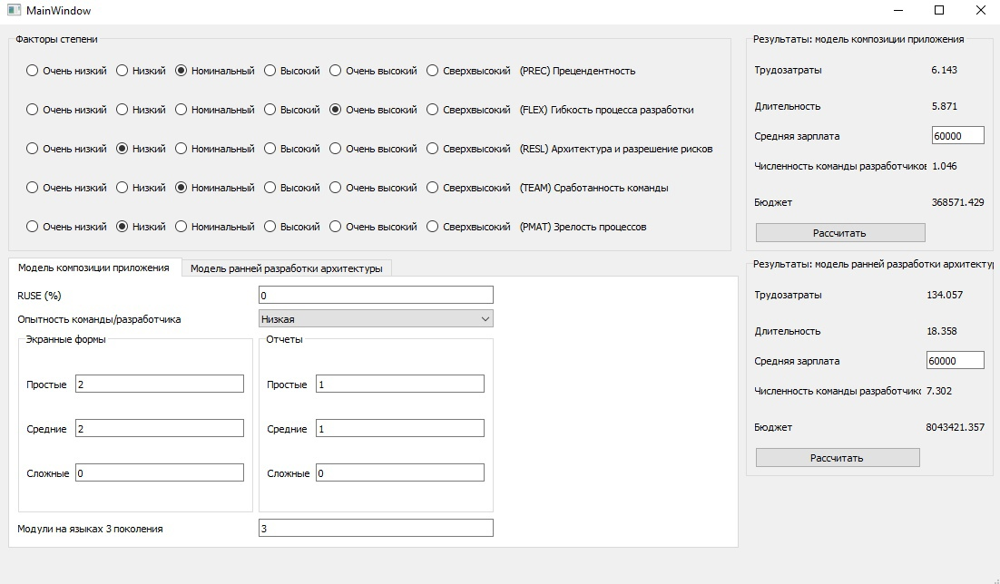 MainWindow
Факторы степени
Очень низкий Низкий Номинальный Высокий Очень высокий Сверхвысокий (PREC) Прецендентность
Очень низкий Низкий Номинальный Высокий Очень высокий Сверхвысокий (FLEX) Гибкость процесса разработки
Очень низкий Низкий Номинальный Высокий Очень высокий Сверхвысокий (RESL) Архитектура и разрешение рисков
Очень низкий Низкий Номинальный Высокий Очень высокий Сверхвысокий (TEAM) Сработанность команды
Очень низкий Низкий Номинальный Высокий Очень высокий Сверхвысокий (PMAT) Зрелость процессов
Модель композиции приложения Модель ранней разработки архитектуры
RUSE (%) 0
Опытность команды/разработчика Низкая
Экранные формы
Простые 2
Средние 2
Сложные 0
Отчеты
Простые 1
Средние 1
Сложные 0
Модули на языках 3 поколения 3
Результаты: модель композиции приложения
Трудозатраты 6.143
Длительность 5.871
Средняя зарплата 60000
Численность команды разработчиков 1.046
Бюджет 368571.429
Рассчитать
Результаты: модель ранней разработки архитектур
Трудозатраты 134.057
Длительность 18.358
Средняя зарплата 60000
Численность команды разработчикс 7.302
Бюджет 8043421.357
Рассчитать